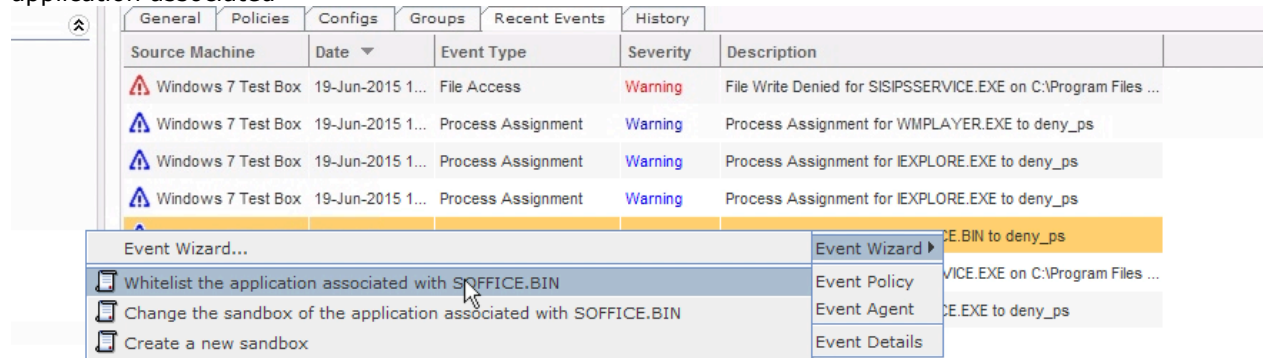 application associated
General Policies Configs Groups Recent Events History
Source Machine Date Event Type Severity Description
Windows 7 Test Box 19-Jun-2015 1... File Access Warning File Write Denied for SISIPSSERVICE.EXE on C:\Program Files ...
Windows 7 Test Box 19-Jun-2015 1... Process Assignment Warning Process Assignment for WMPLAYER.EXE to deny_ps
Windows 7 Test Box 19-Jun-2015 1... Process Assignment Warning Process Assignment for IEXPLORE.EXE to deny_ps
Windows 7 Test Box 19-Jun-2015 1... Process Assignment Warning Process Assignment for IEXPLORE.EXE to deny_ps
CE.BIN to deny_ps
Event Wizard... Event Wizard
Whitelist the application associated with SOFFICE.BIN Event Policy VICE.EXE on C:\Program Files ...
Change the sandbox of the application associated with SOFFICE.BIN Event Agent CE.EXE to deny_ps
Create a new sandbox Event Details